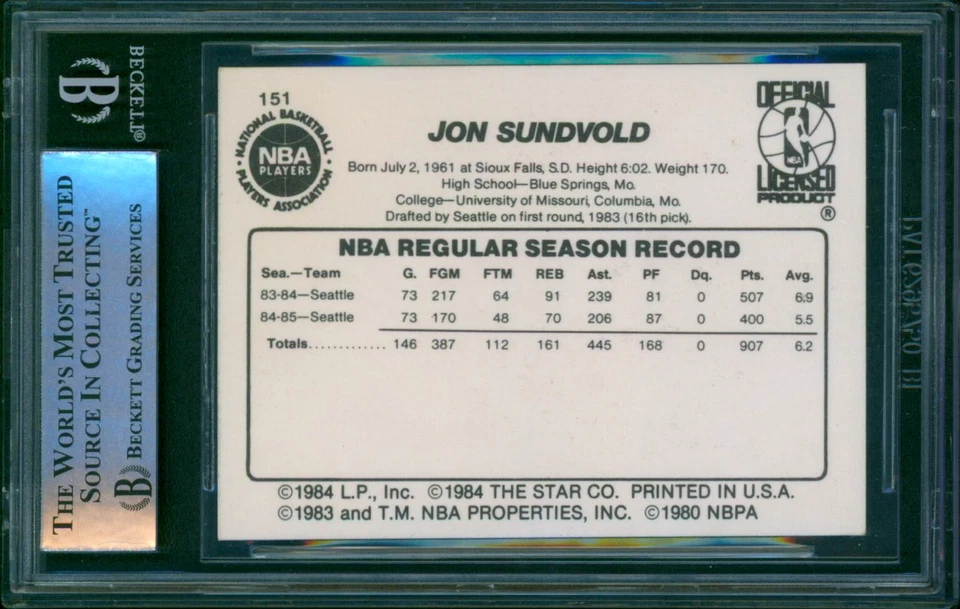 BECKETT®
B
THE WORLD'S MOST TRUSTED
SOURCE IN COLLECTING™
B BECKETT GRADING SERVICES
151
NATIONAL BASKETBALL
NBA
PLAYERS
PLAYERS ASSOCIATION
JON SUNDVOLD
OFFICIAL
NBA
LICENSED
PRODUCT
®
Born July 2, 1961 at Sioux Falls, S.D. Height 6:02. Weight 170.
High School—Blue Springs, Mo.
College—University of Missouri, Columbia, Mo.
Drafted by Seattle on first round, 1983 (16th pick).
NBA REGULAR SEASON RECORD
Sea.—Team G. FGM FTM REB Ast. PF Dq. Pts. Avg.
83-84—Seattle 73 217 64 91 239 81 0 507 6.9
84-85—Seattle 73 170 48 70 206 87 0 400 5.5
Totals............. 146 387 112 161 445 168 0 907 6.2
©1984 L.P., Inc. ©1984 THE STAR CO. PRINTED IN U.S.A.
©1983 and T.M. NBA PROPERTIES, INC. ©1980 NBPA